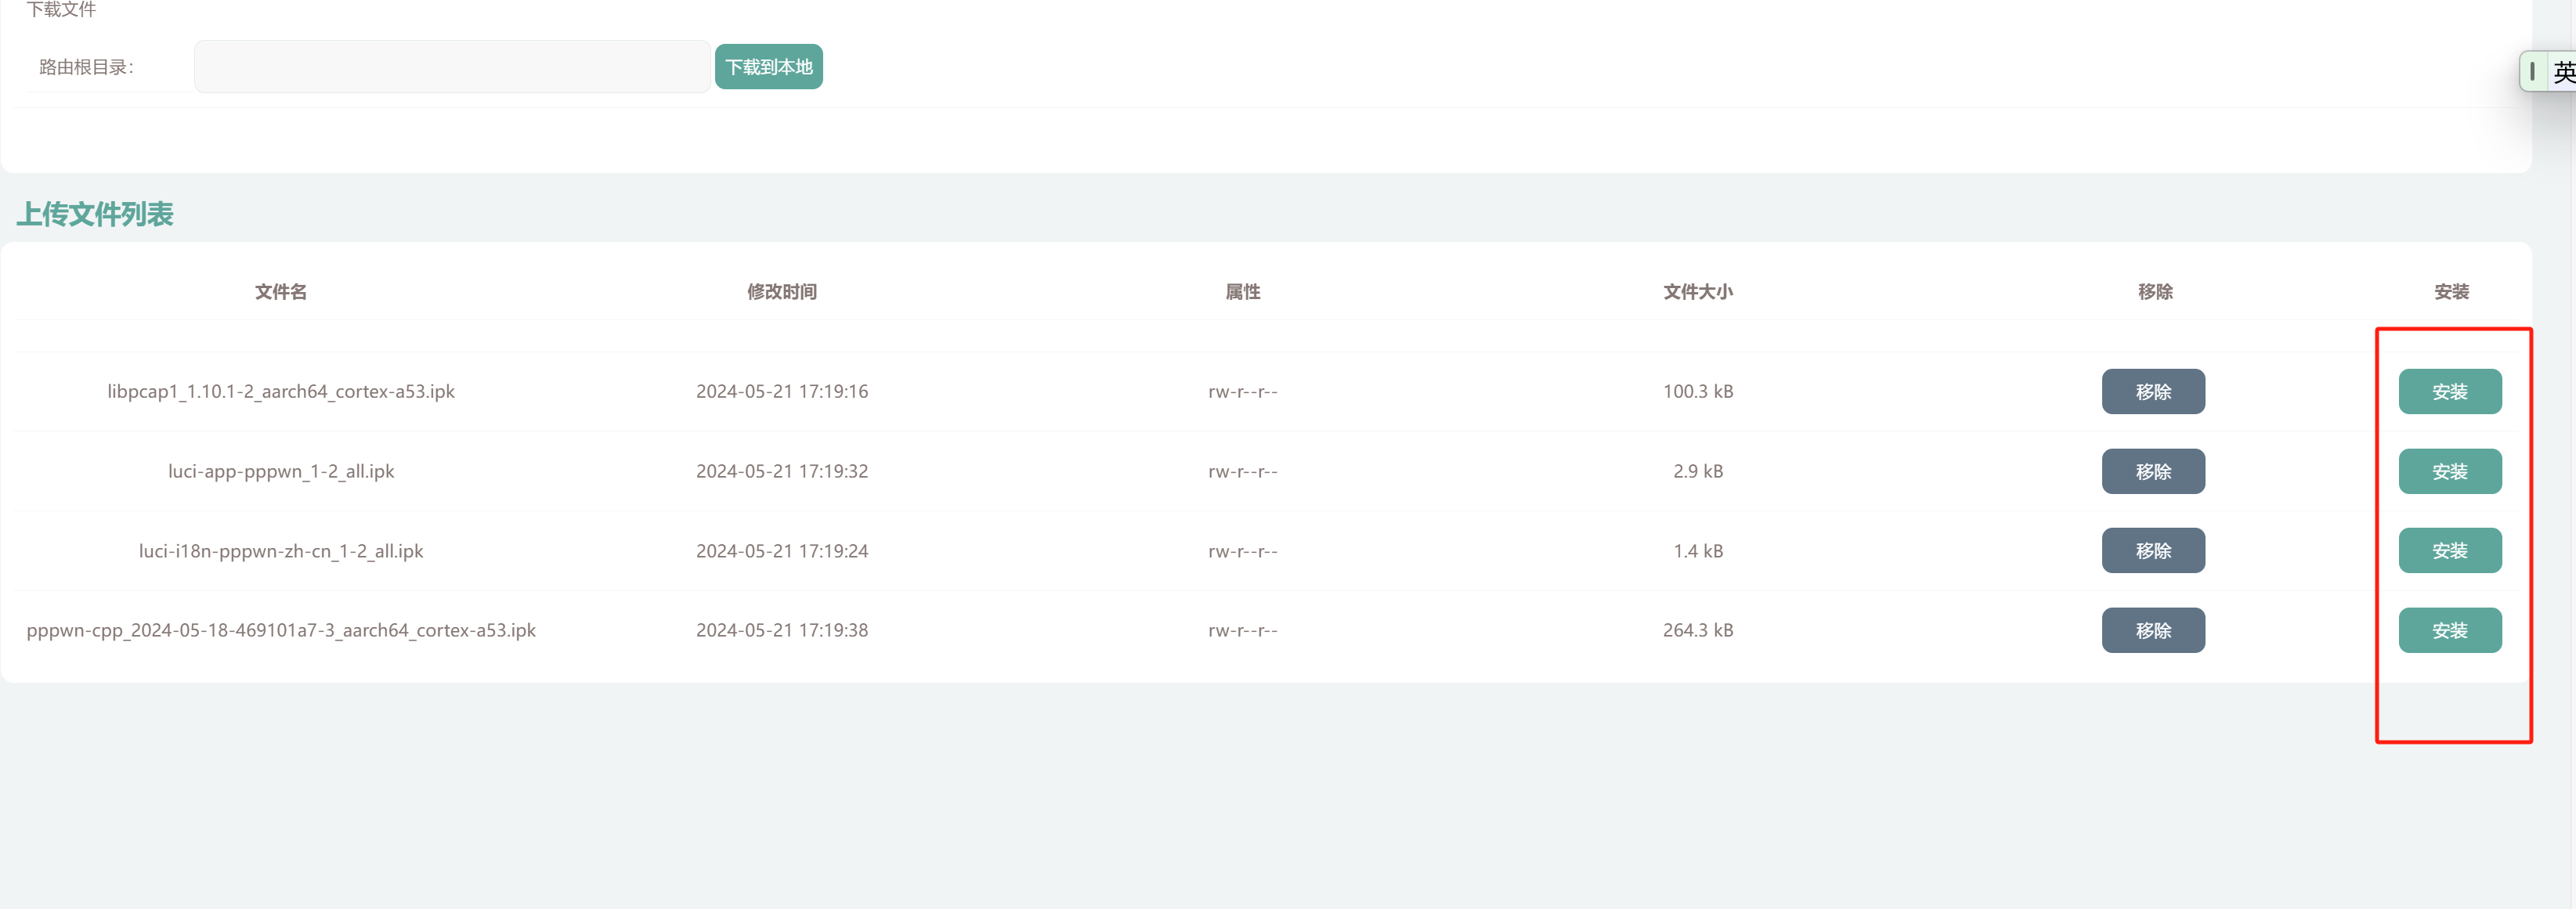 下载文件
路由根目录：
下载到本地
英
上传文件列表
文件名 修改时间 属性 文件大小 移除 安装
libpcap1_1.10.1-2_aarch64_cortex-a53.ipk 2024-05-21 17:19:16 rw-r--r-- 100.3 kB 移除 安装
luci-app-pppwn_1-2_all.ipk 2024-05-21 17:19:32 rw-r--r-- 2.9 kB 移除 安装
luci-i18n-pppwn-zh-cn_1-2_all.ipk 2024-05-21 17:19:24 rw-r--r-- 1.4 kB 移除 安装
pppwn-cpp_2024-05-18-469101a7-3_aarch64_cortex-a53.ipk 2024-05-21 17:19:38 rw-r--r-- 264.3 kB 移除 安装